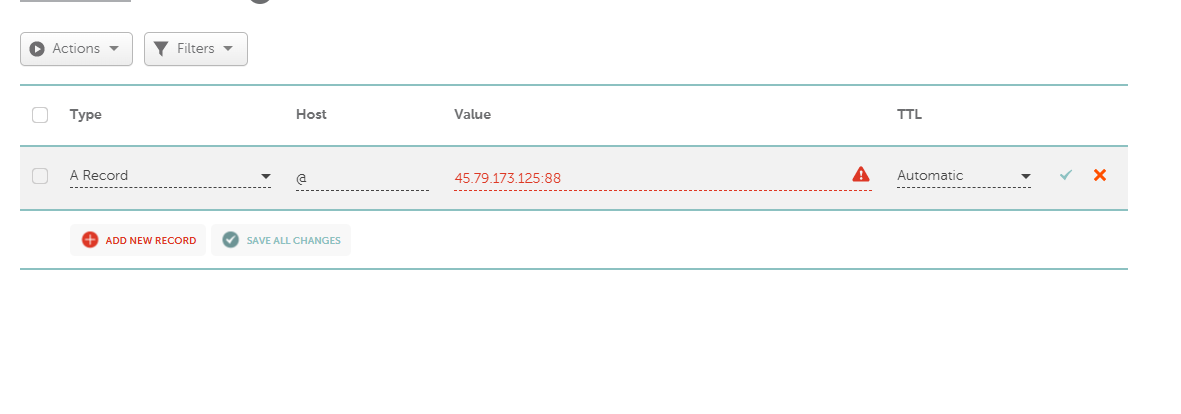 Actions Filters
Type Host Value TTL
A Record @ 45.79.173.125:88 Automatic
ADD NEW RECORD SAVE ALL CHANGES